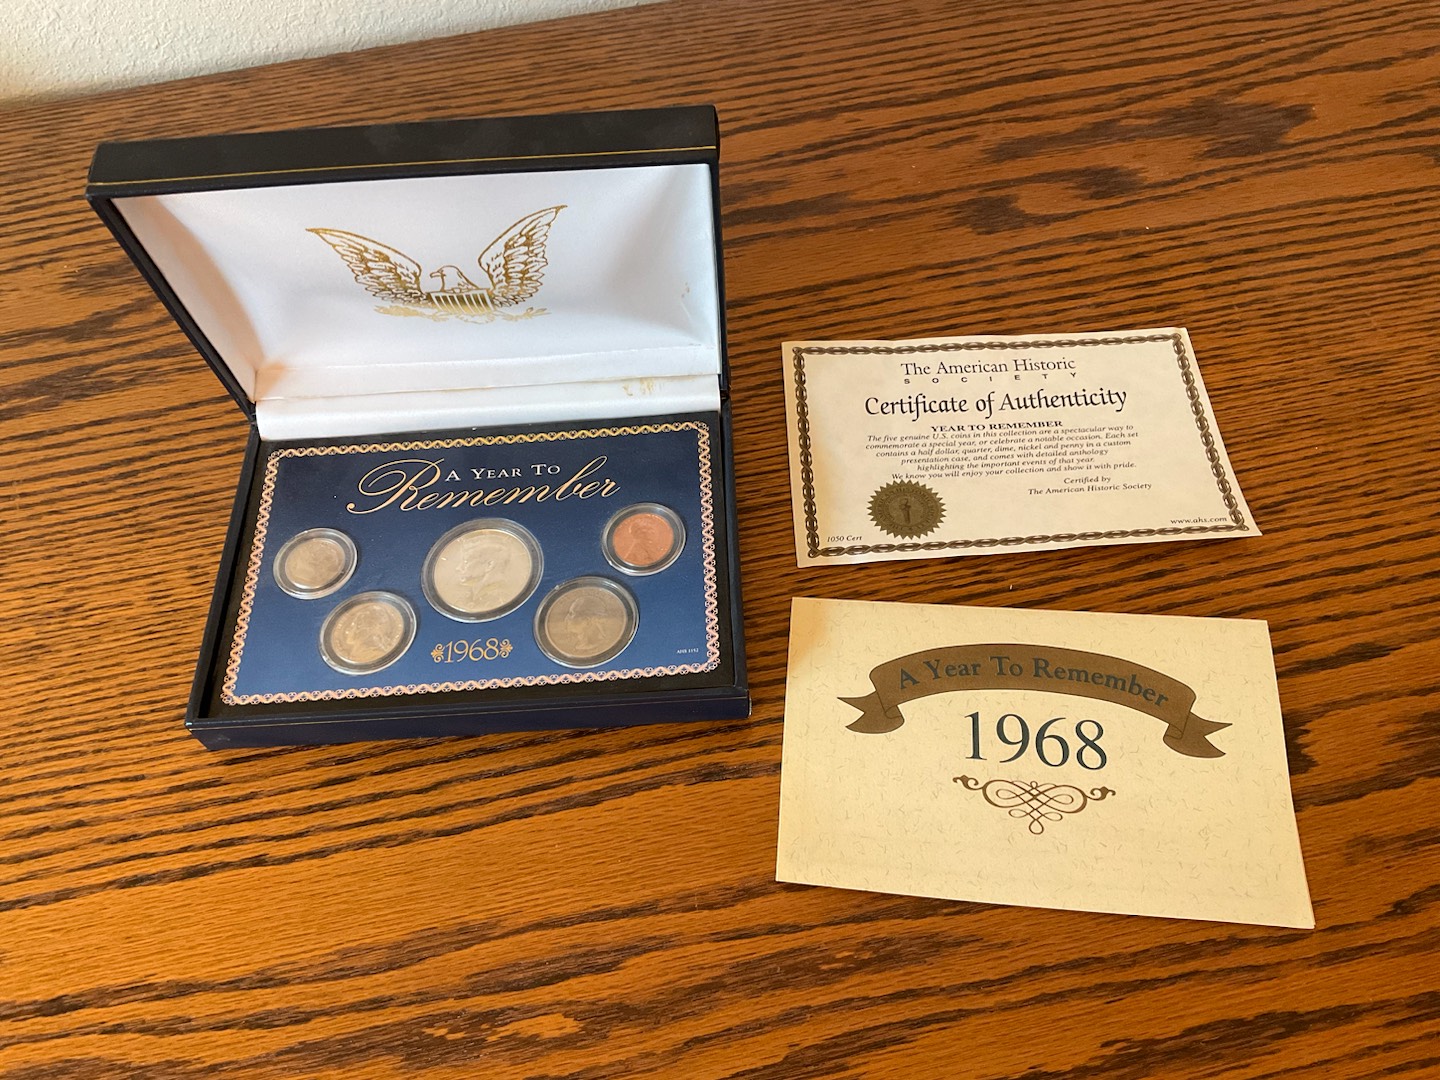 A YEAR TO
Remember
1968
AHS 1152
The American Historic
SOCIETY
Certificate of Authenticity
YEAR TO REMEMBER
The five genuine U.S. coins in this collection are a spectacular way to
commemorate a special year, or celebrate a notable occasion. Each set
contains a half dollar, quarter, dime, nickel and penny in a custom
presentation case, and comes with detailed anthology
highlighting the important events of that year.
We know you will enjoy your collection and show it with pride.
Certified by
The American Historic Society
1050 Cert
www.ahs.com
A Year To Remember
1968